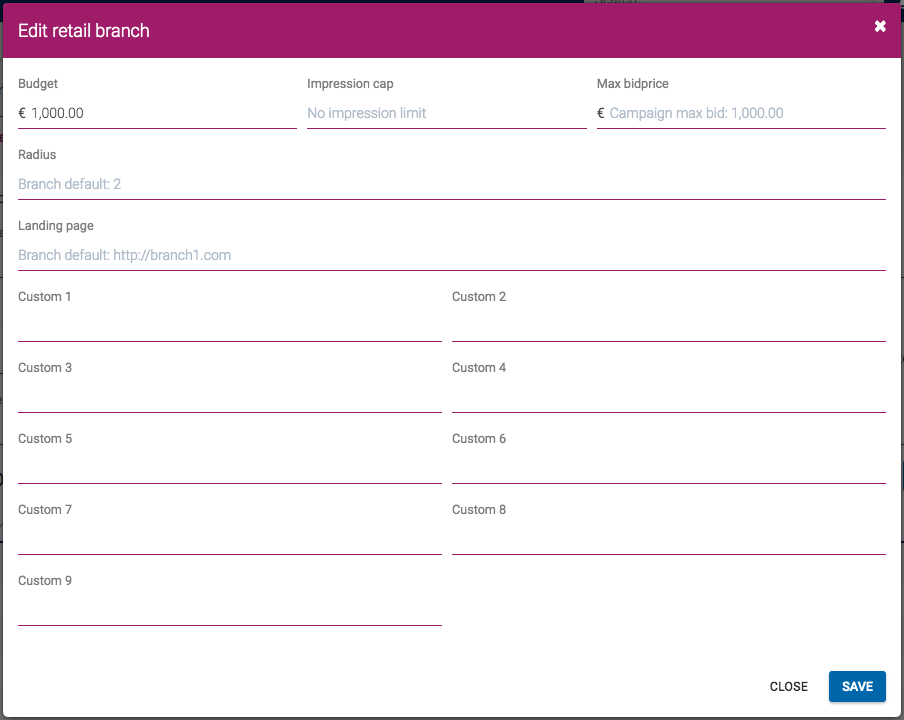 Edit retail branch
Budget Impression cap Max bidprice
€ 1,000.00 No impression limit € Campaign max bid: 1,000.00
Radius
Branch default: 2
Landing page
Branch default: http://branch1.com
Custom 1 Custom 2
Custom 3 Custom 4
Custom 5 Custom 6
Custom 7 Custom 8
Custom 9
CLOSE SAVE